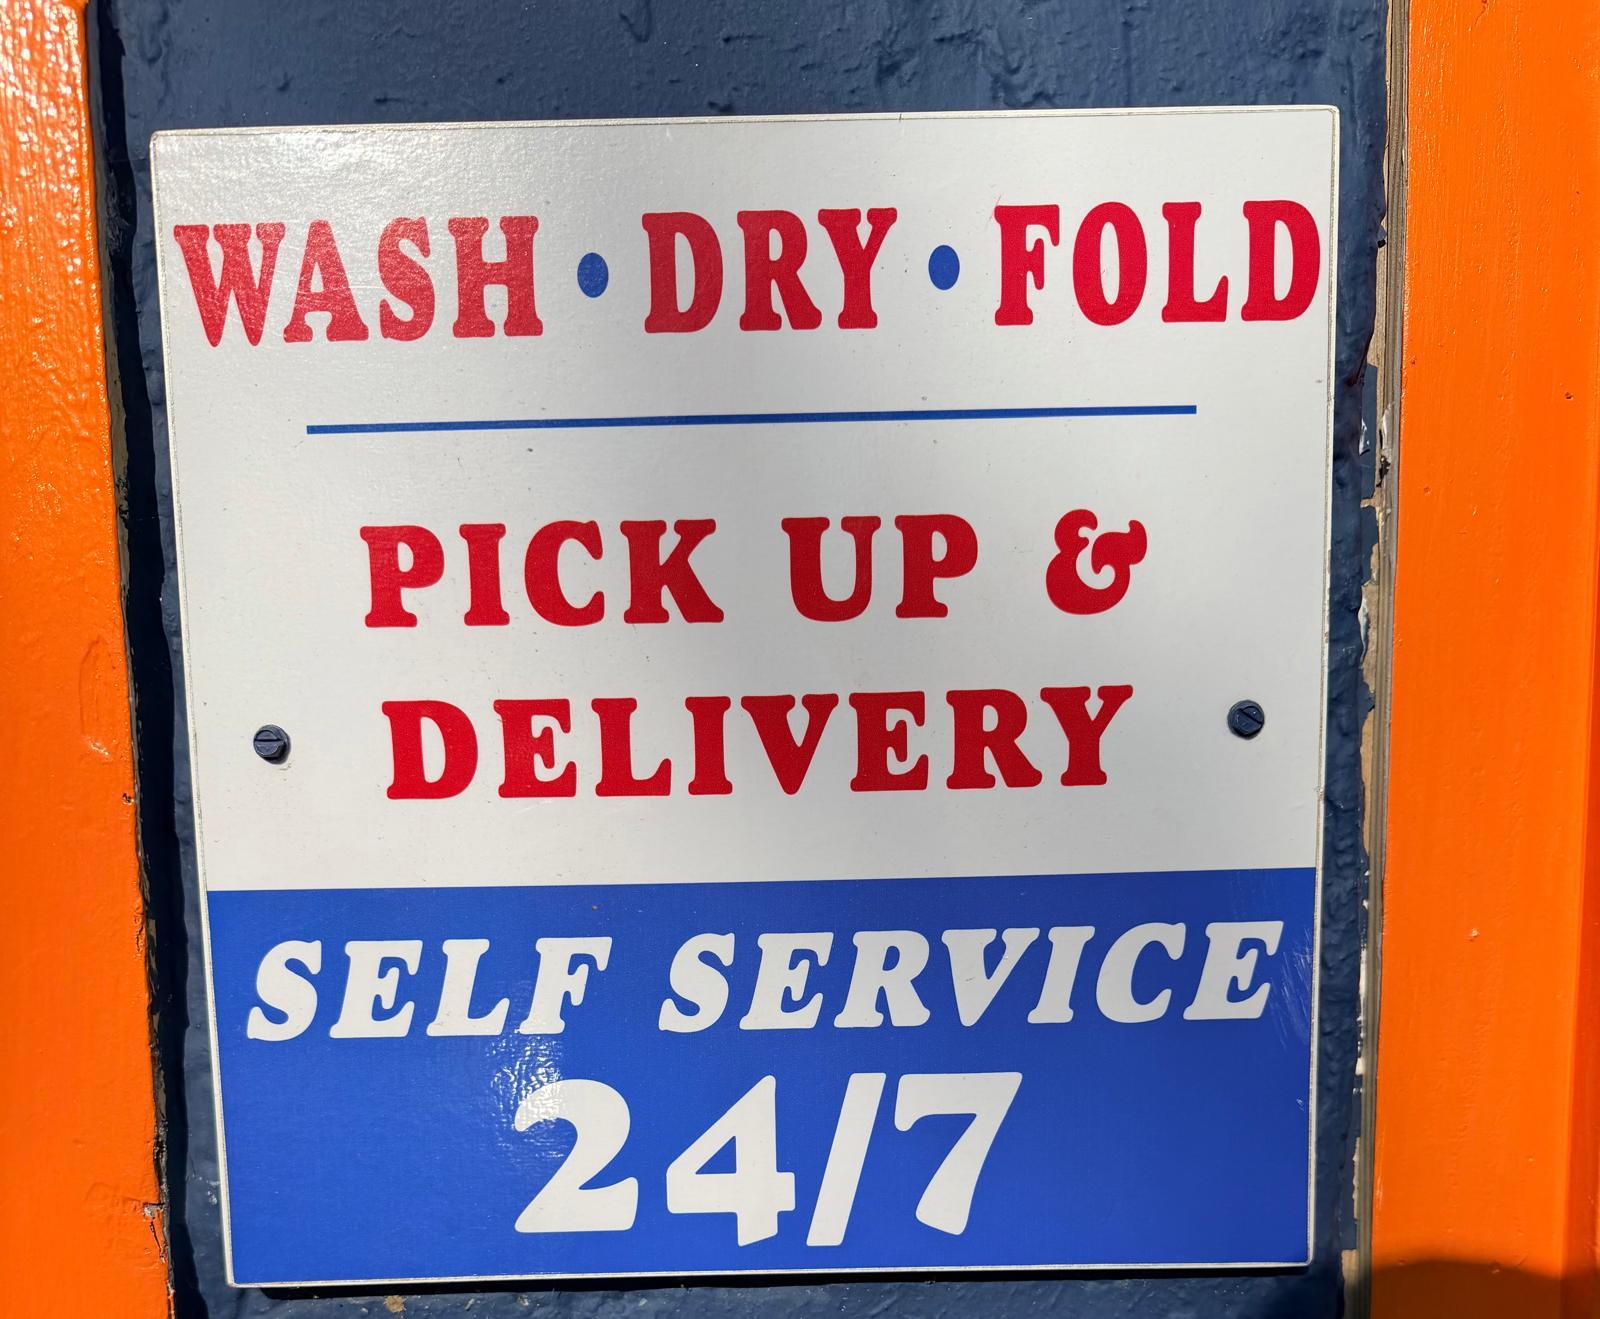 WASH • DRY • FOLD
PICK UP &
DELIVERY
SELF SERVICE
24/7